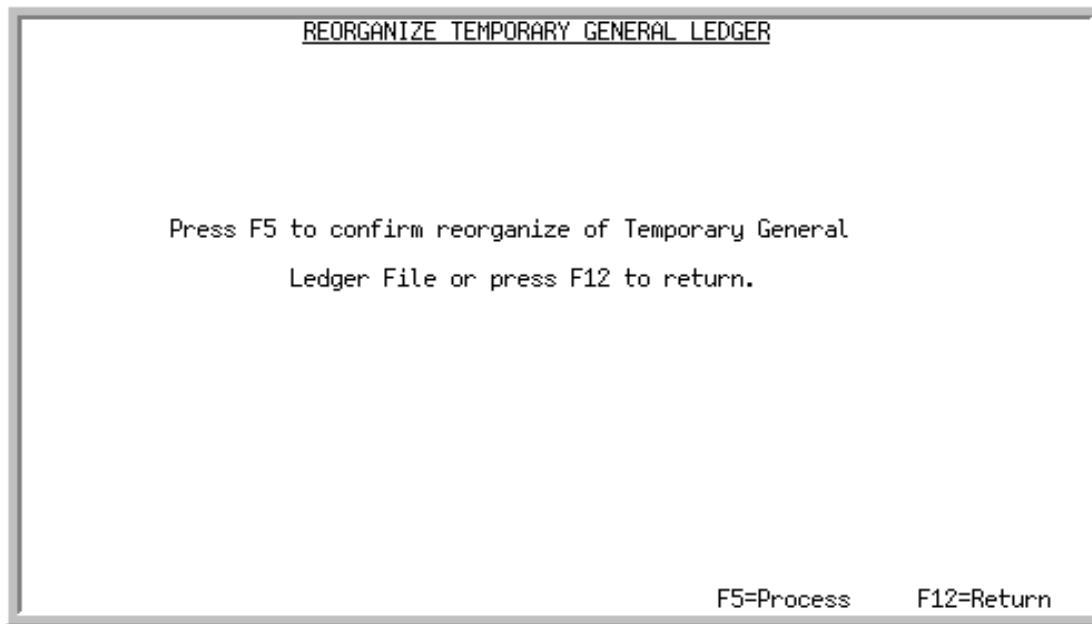 REORGANIZE TEMPORARY GENERAL LEDGER
Press F5 to confirm reorganize of Temporary General
Ledger File or press F12 to return.
F5=Process F12=Return